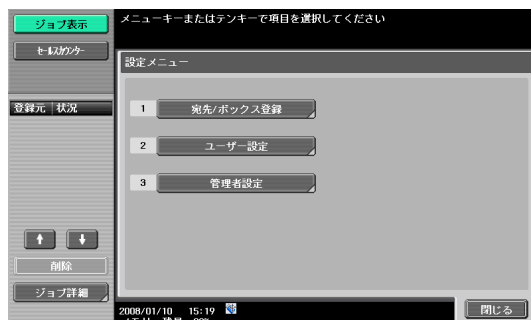 ジョブ表示
メニューキーまたはテンキーで項目を選択してください
セールスカウンター
設定メニュー
登録元 状況
1 宛先/ボックス登録
2 ユーザー設定
3 管理者設定
↑ ↓
削除
ジョブ詳細
2008/01/10 15:19
閉じる